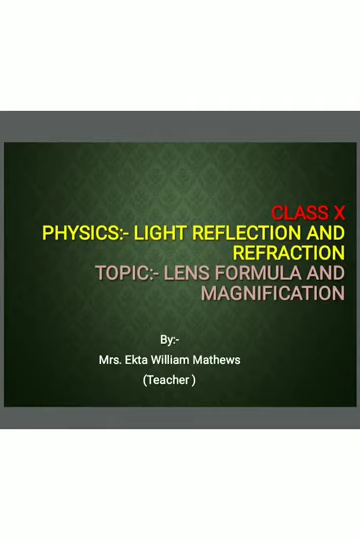 CLASS X
PHYSICS:- LIGHT REFLECTION AND
REFRACTION
TOPIC:- LENS FORMULA AND
MAGNIFICATION
By:-
Mrs. Ekta William Mathews
(Teacher )